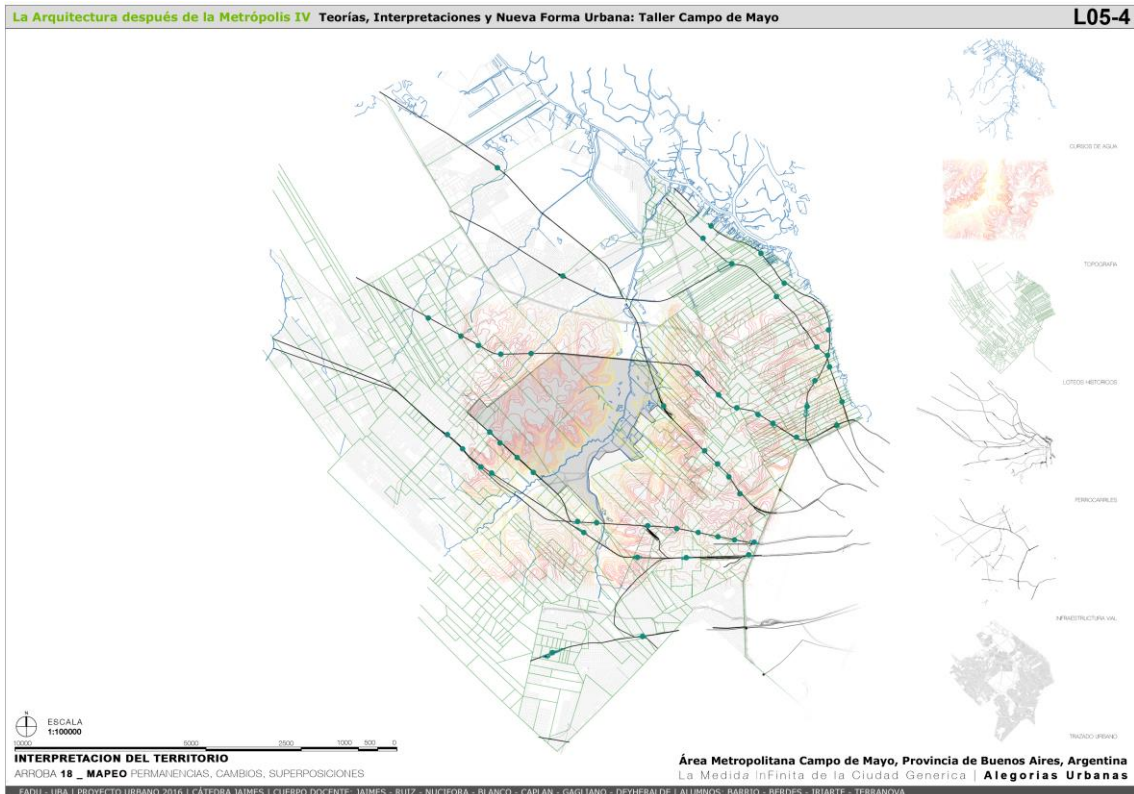 La Arquitectura después de la Metrópolis IV Teorías, Interpretaciones y Nueva Forma Urbana: Taller Campo de Mayo
L05-4
CURSOS DE AGUA
TOPOGRAFIA
LOTEOS HISTORICOS
FERROCARRILES
INFRAESTRUCTURA VIAL
TRAZADO URBANO
N
ESCALA
1:100000
10000 5000 2500 1000 500 0
INTERPRETACION DEL TERRITORIO
ARROBA 18 _ MAPEO PERMANENCIAS, CAMBIOS, SUPERPOSICIONES
Área Metropolitana Campo de Mayo, Provincia de Buenos Aires, Argentina
La Medida InFinita de la Ciudad Generica | Alegorias Urbanas
FADU - UBA | PROYECTO URBANO 2016 | CÁTEDRA JAIMES | CUERPO DOCENTE: JAIMES - RUIZ - NUCIFORA - BLANCO - CAPLAN - GAGLIANO - DEYHERALDE | ALUMNOS: BARRIO - BERDES - IRIARTE - TERRANOVA